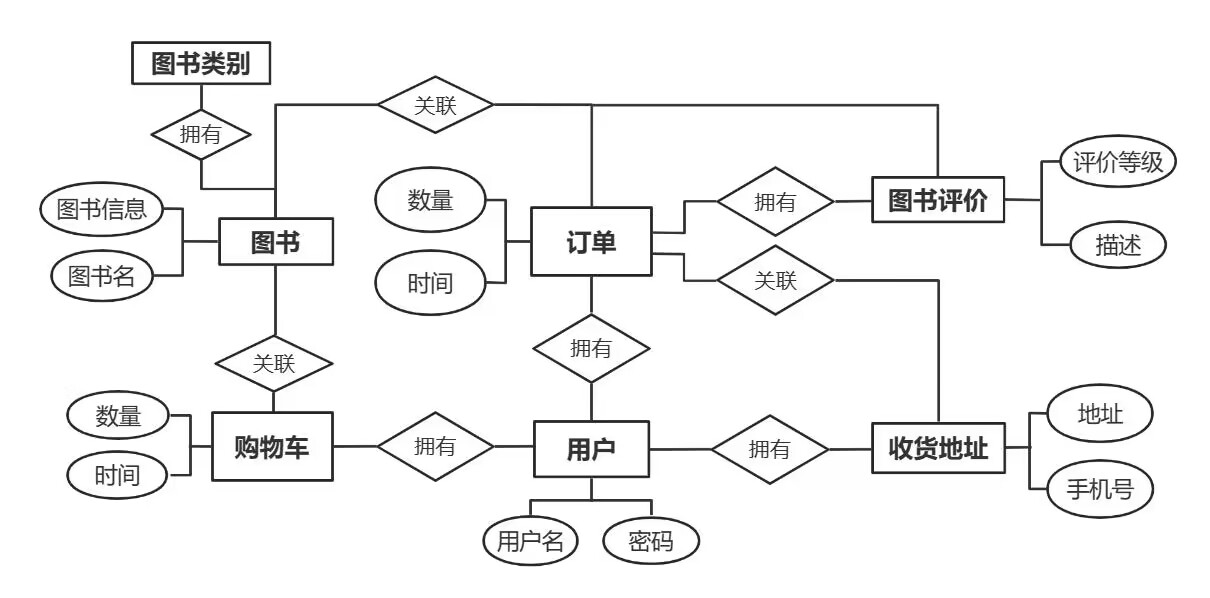 图书类别
关联
拥有
评价等级
图书信息
数量
拥有
图书评价
图书
订单
描述
图书名
时间
关联
拥有
关联
数量
地址
购物车
拥有
用户
拥有
收货地址
时间
手机号
用户名
密码